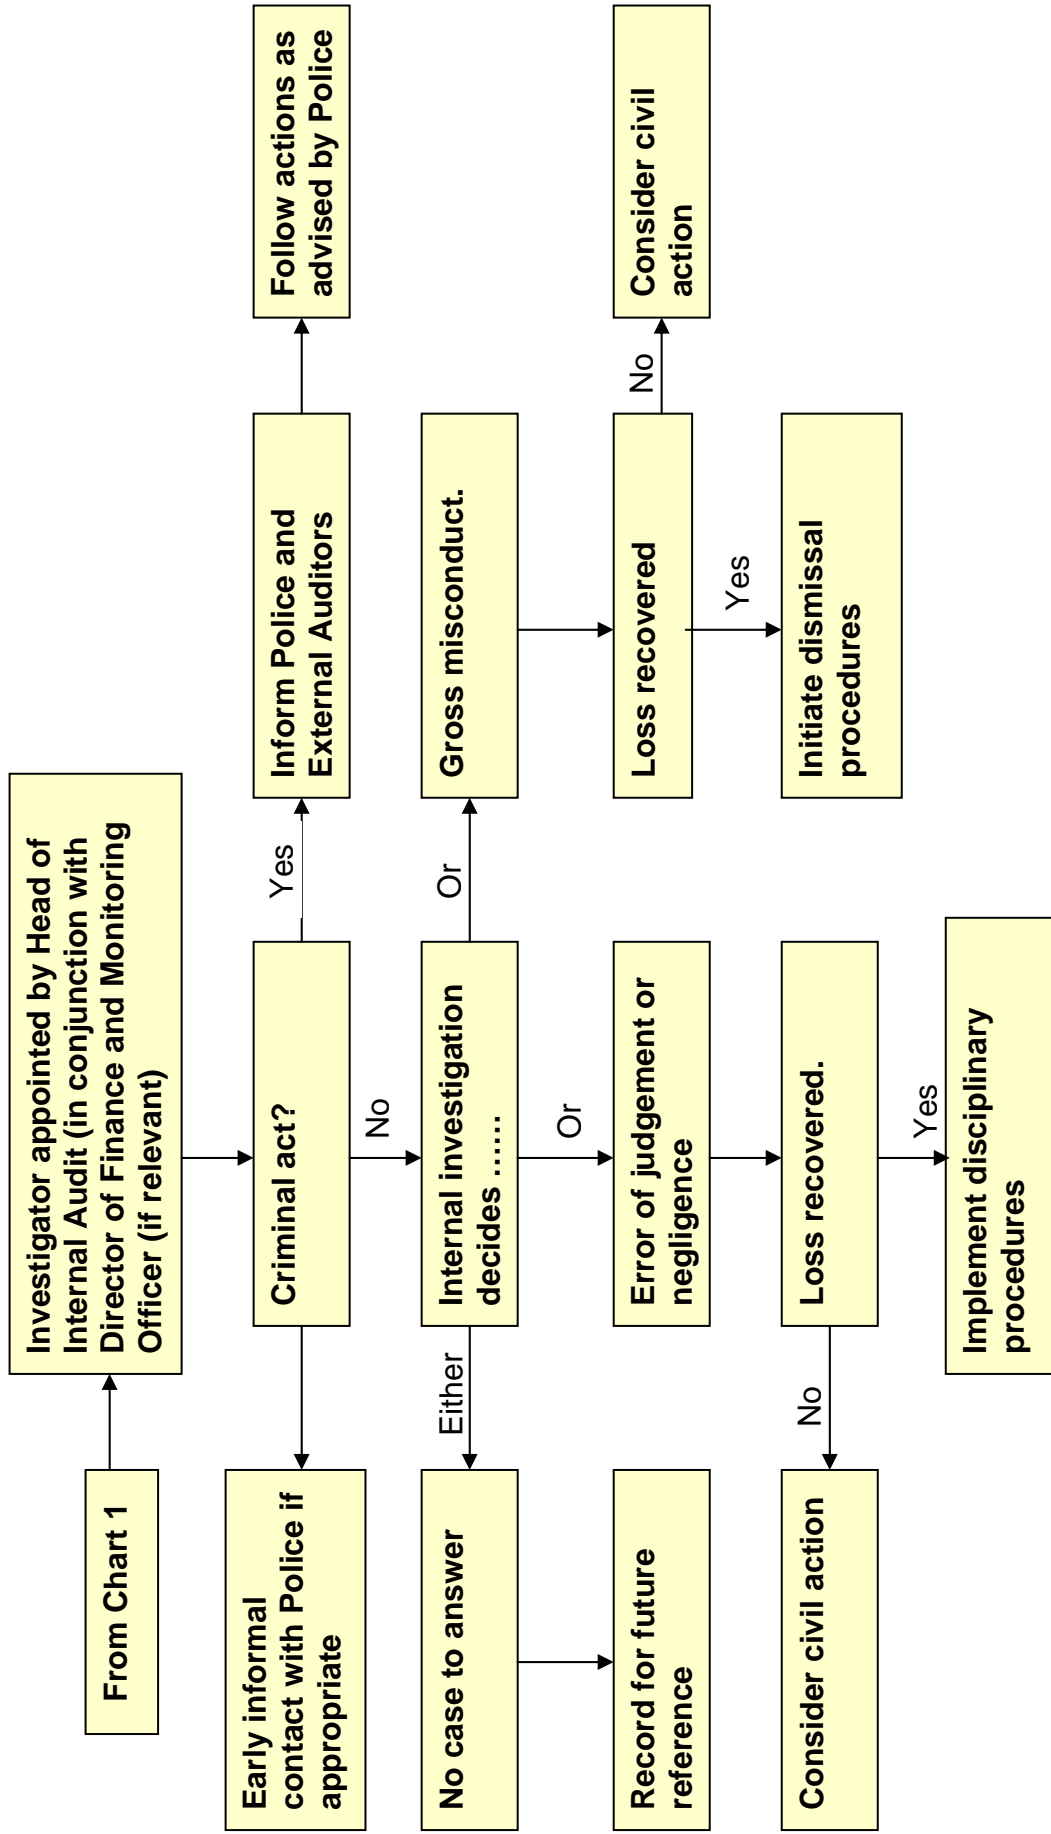 From Chart 1
Investigator appointed by Head of
Internal Audit (in conjunction with
Director of Finance and Monitoring
Officer (if relevant)
Early informal
contact with Police if
appropriate
Criminal act?
Yes
Inform Police and
External Auditors
Follow actions as
advised by Police
No
No case to answer
Either
Internal investigation
decides ......
Or
Gross misconduct.
Or
Record for future
reference
Error of judgement or
negligence
Loss recovered
No
Consider civil
action
Yes
Consider civil action
No
Loss recovered.
Initiate dismissal
procedures
Yes
Implement disciplinary
procedures